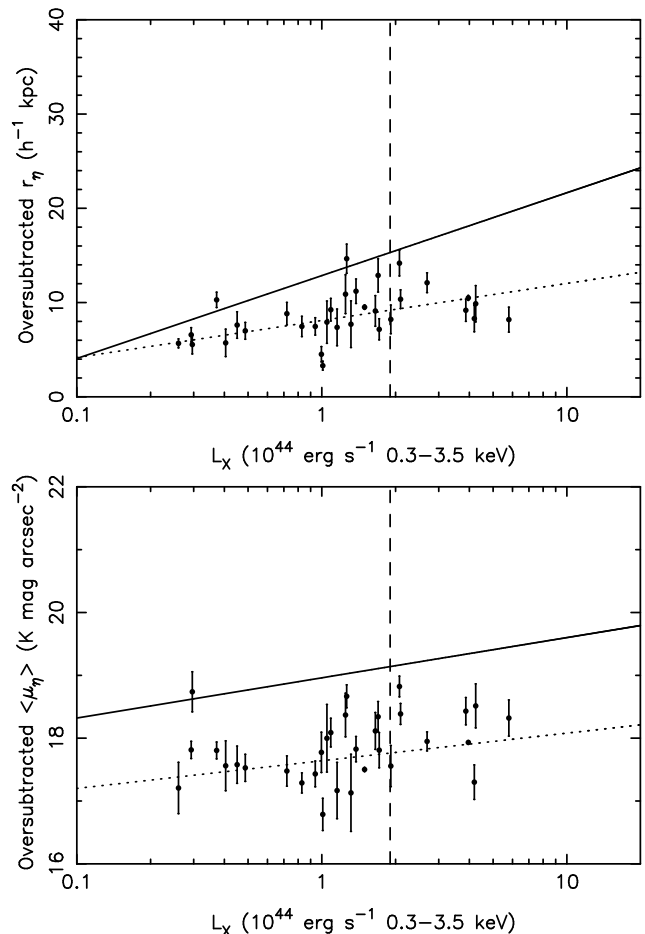 Oversubtracted r_η (h⁻¹ kpc)
40
30
20
10
0
0.1 1 10
L_X (10⁴⁴ erg s⁻¹ 0.3−3.5 keV)
Oversubtracted <μ_η> (K mag arcsec⁻²)
22
20
18
16
0.1 1 10
L_X (10⁴⁴ erg s⁻¹ 0.3−3.5 keV)